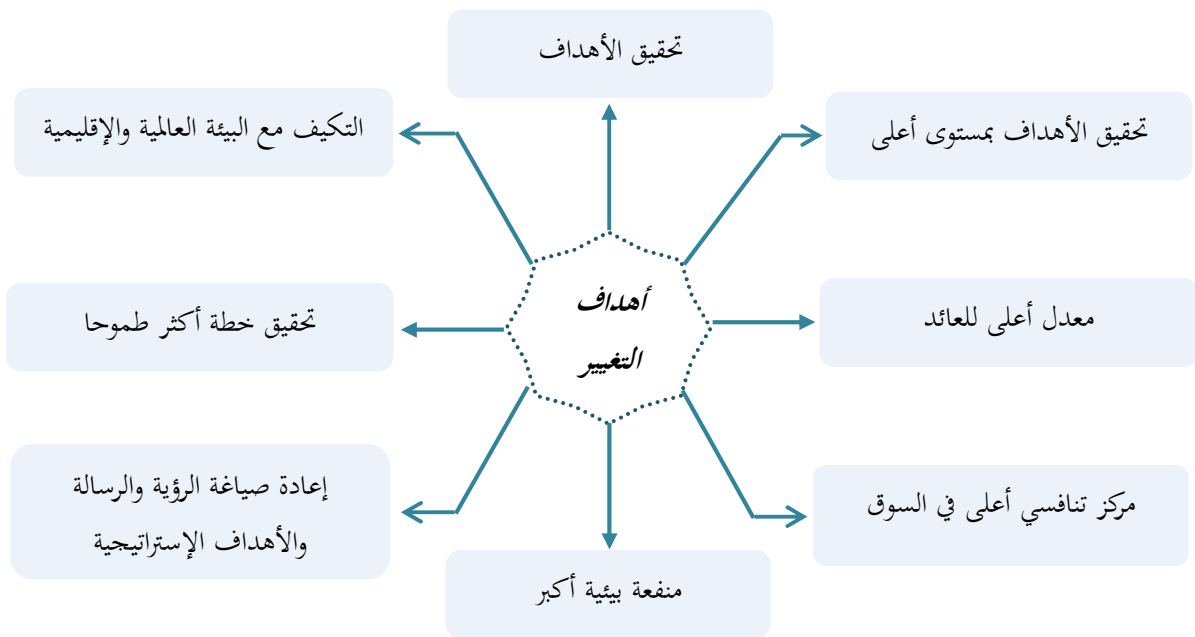 تحقيق الأهداف
تحقيق الأهداف بمستوى أعلى
التكيف مع البيئة العالمية والإقليمية
أهداف
التغيير
معدل أعلى للعائد
تحقيق خطة أكثر طموحا
مركز تنافسي أعلى في السوق
إعادة صياغة الرؤية والرسالة
والأهداف الإستراتيجية
منفعة بيئية أكبر